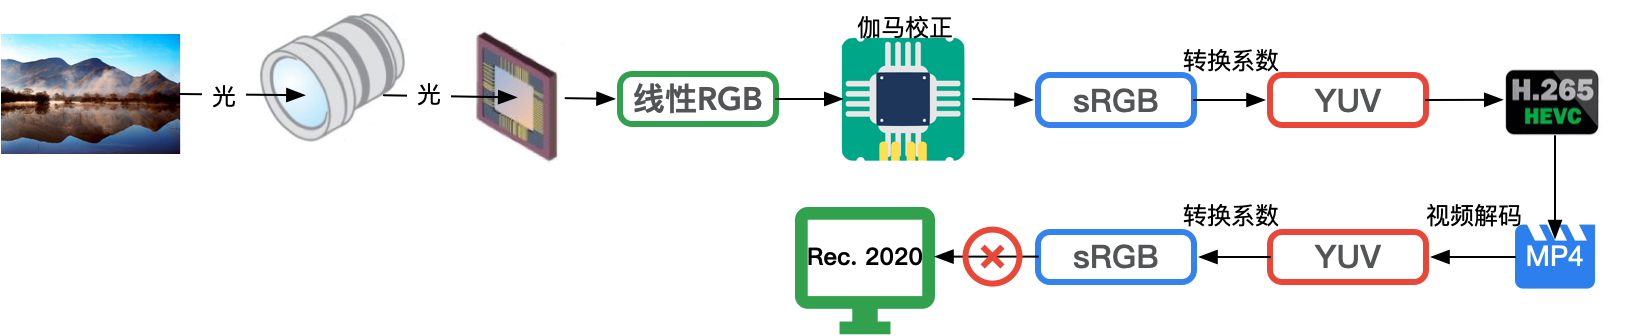 伽马校正
光
光
线性RGB
sRGB
转换系数
YUV
H.265
HEVC
Rec. 2020
sRGB
转换系数
YUV
视频解码
MP4